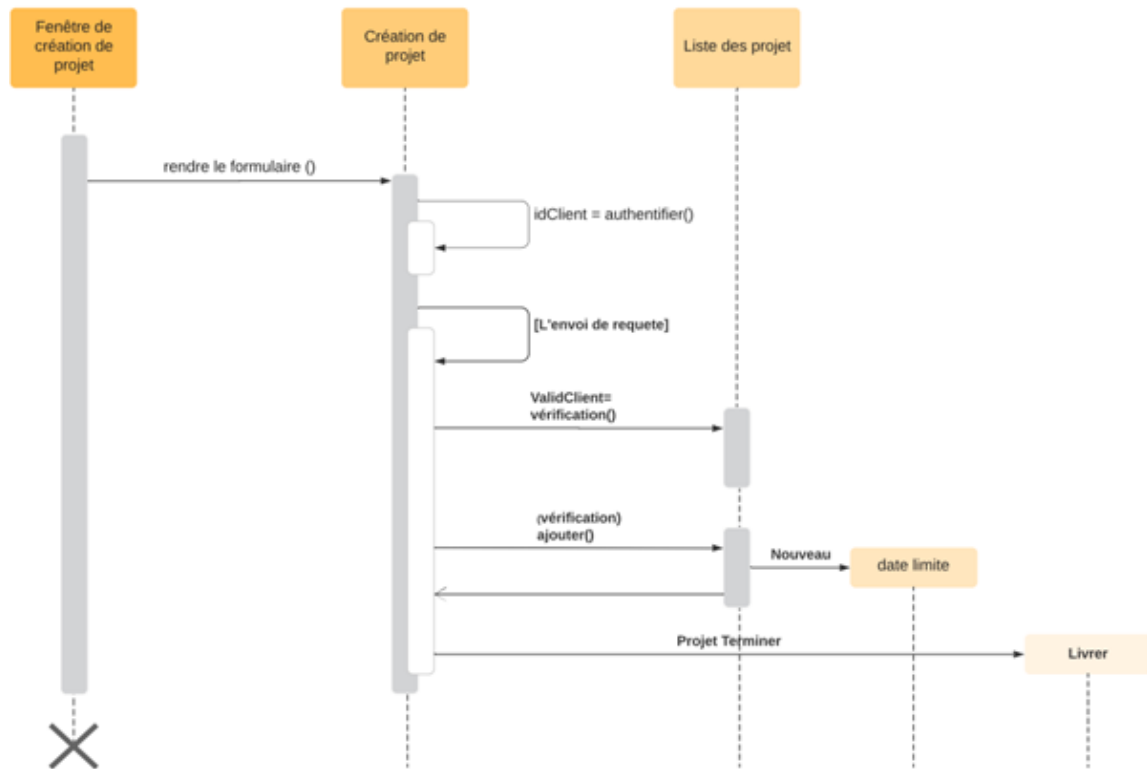 Fenêtre de
création de
projet
Création de
projet
Liste des projet
rendre le formulaire ()
idClient = authentifier()
[L'envoi de requete]
ValidClient=
vérification()
(vérification)
ajouter()
Nouveau
date limite
Projet Terminer
Livrer